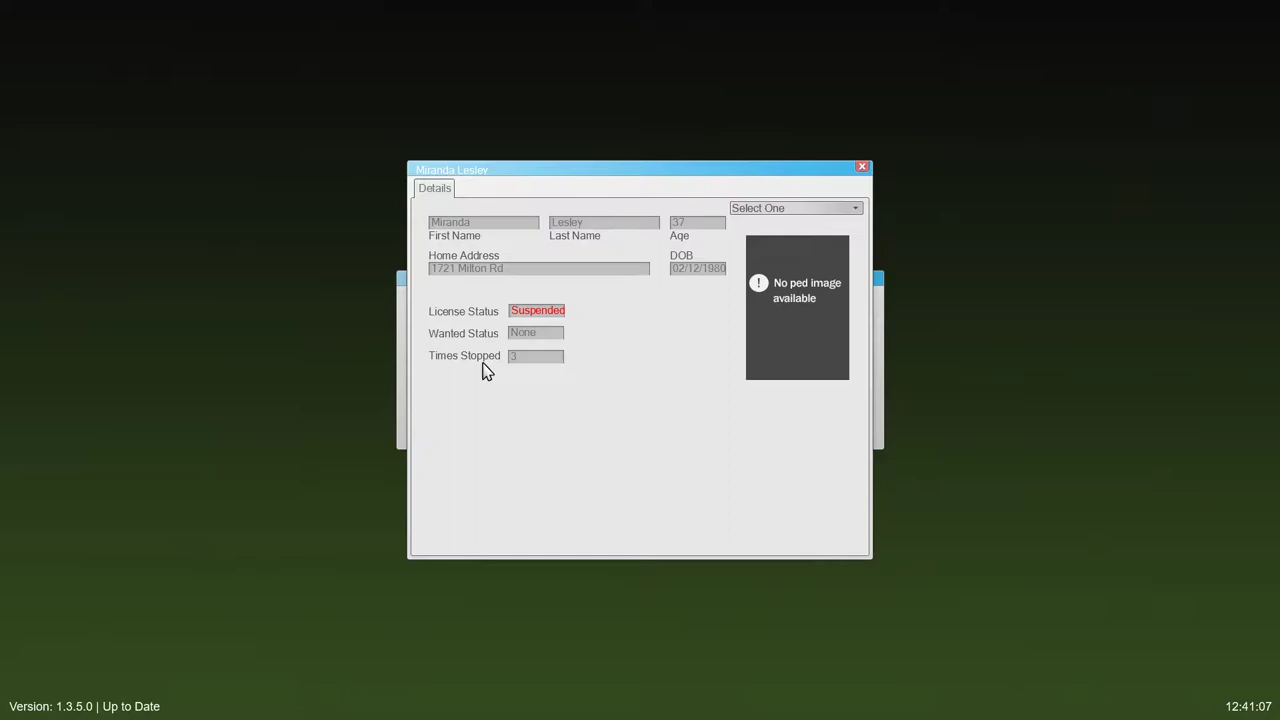 Miranda Lesley
Details
Select One
Miranda Lesley 37
First Name Last Name Age
Home Address DOB
1721 Milton Rd 02/12/1980
! No ped image
available
License Status Suspended
Wanted Status None
Times Stopped 3
Version: 1.3.5.0 | Up to Date 12:41:07